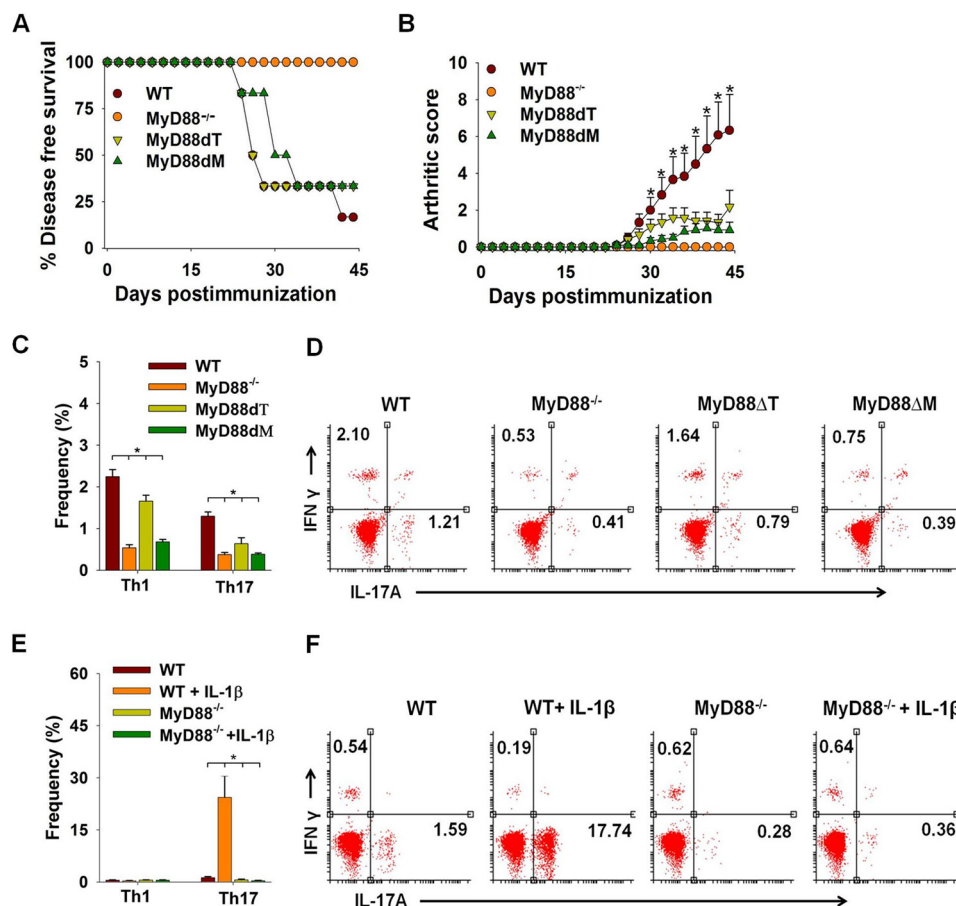 A
% Disease free survival
100
75
50
25
0
WT
MyD88-/-
MyD88dT
MyD88dM
0 15 30 45
Days postimmunization
B
Arthritic score
10
8
6
4
2
0
WT
MyD88-/-
MyD88dT
MyD88dM
* * * * * * * *
0 15 30 45
Days postimmunization
C
Frequency (%)
5
4
3
2
1
0
WT
MyD88-/-
MyD88dT
MyD88dM
*
*
Th1 Th17
D
WT MyD88-/- MyD88ΔT MyD88ΔM
2.10 0.53 1.64 0.75
1.21 0.41 0.79 0.39
IFN γ
IL-17A
E
Frequency (%)
60
45
30
15
0
WT
WT + IL-1β
MyD88-/-
MyD88-/- +IL-1β
*
Th1 Th17
F
WT WT+ IL-1β MyD88-/- MyD88-/- + IL-1β
0.54 0.19 0.62 0.64
1.59 17.74 0.28 0.36
IFN γ
IL-17A